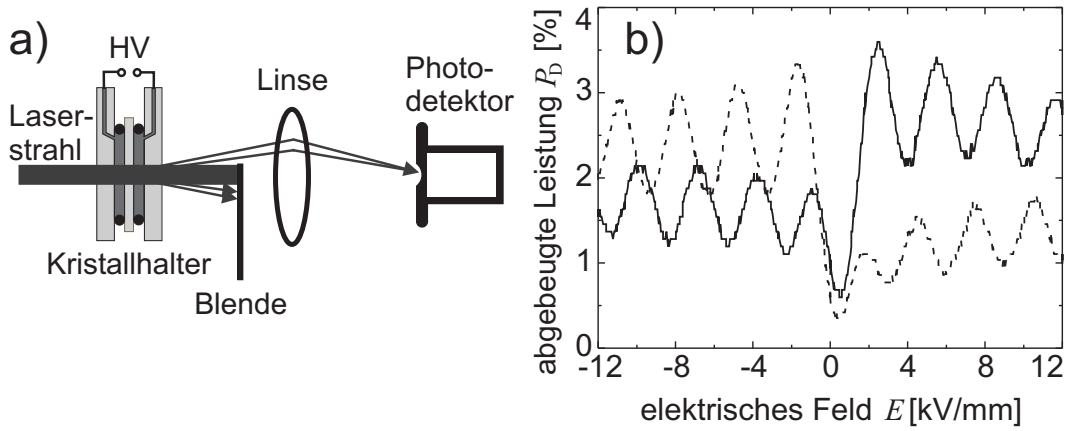 a)
HV
Laser-
strahl
Kristallhalter
Blende
Linse
Photo-
detektor
b)
abgebeugte Leistung P_D [%]
4
3
2
1
0
-12
-8
-4
0
4
8
12
elektrisches Feld E [kV/mm]